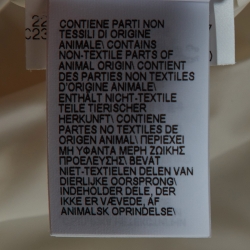 22
C23
CONTIENE PARTI NON
TESSILI DI ORIGINE
ANIMALE\ CONTAINS
NON-TEXTILE PARTS OF
ANIMAL ORIGIN\ CONTIENT
DES PARTIES NON TEXTILES
D'ORIGINE ANIMALE\
ENTHÄLT NICHT-TEXTILE
TEILE TIERISCHER
HERKUNFT\ CONTIENE
PARTES NO TEXTILES DE
ORIGEN ANIMAL\ ΠΕΡΙΕΧΕΙ
ΜΗ ΥΦΑΝΤΑ ΜΕΡΗ ΖΩΙΚΗΣ
ΠΡΟΕΛΕΥΣΗΣ\ BEVAT
NIET-TEXTIELEN DELEN VAN
DIERLIJKE OORSPRONG\
INDEHOLDER DELE, DER
IKKE ER VÆVEDE, AF
ANIMALSK OPRINDELSE\